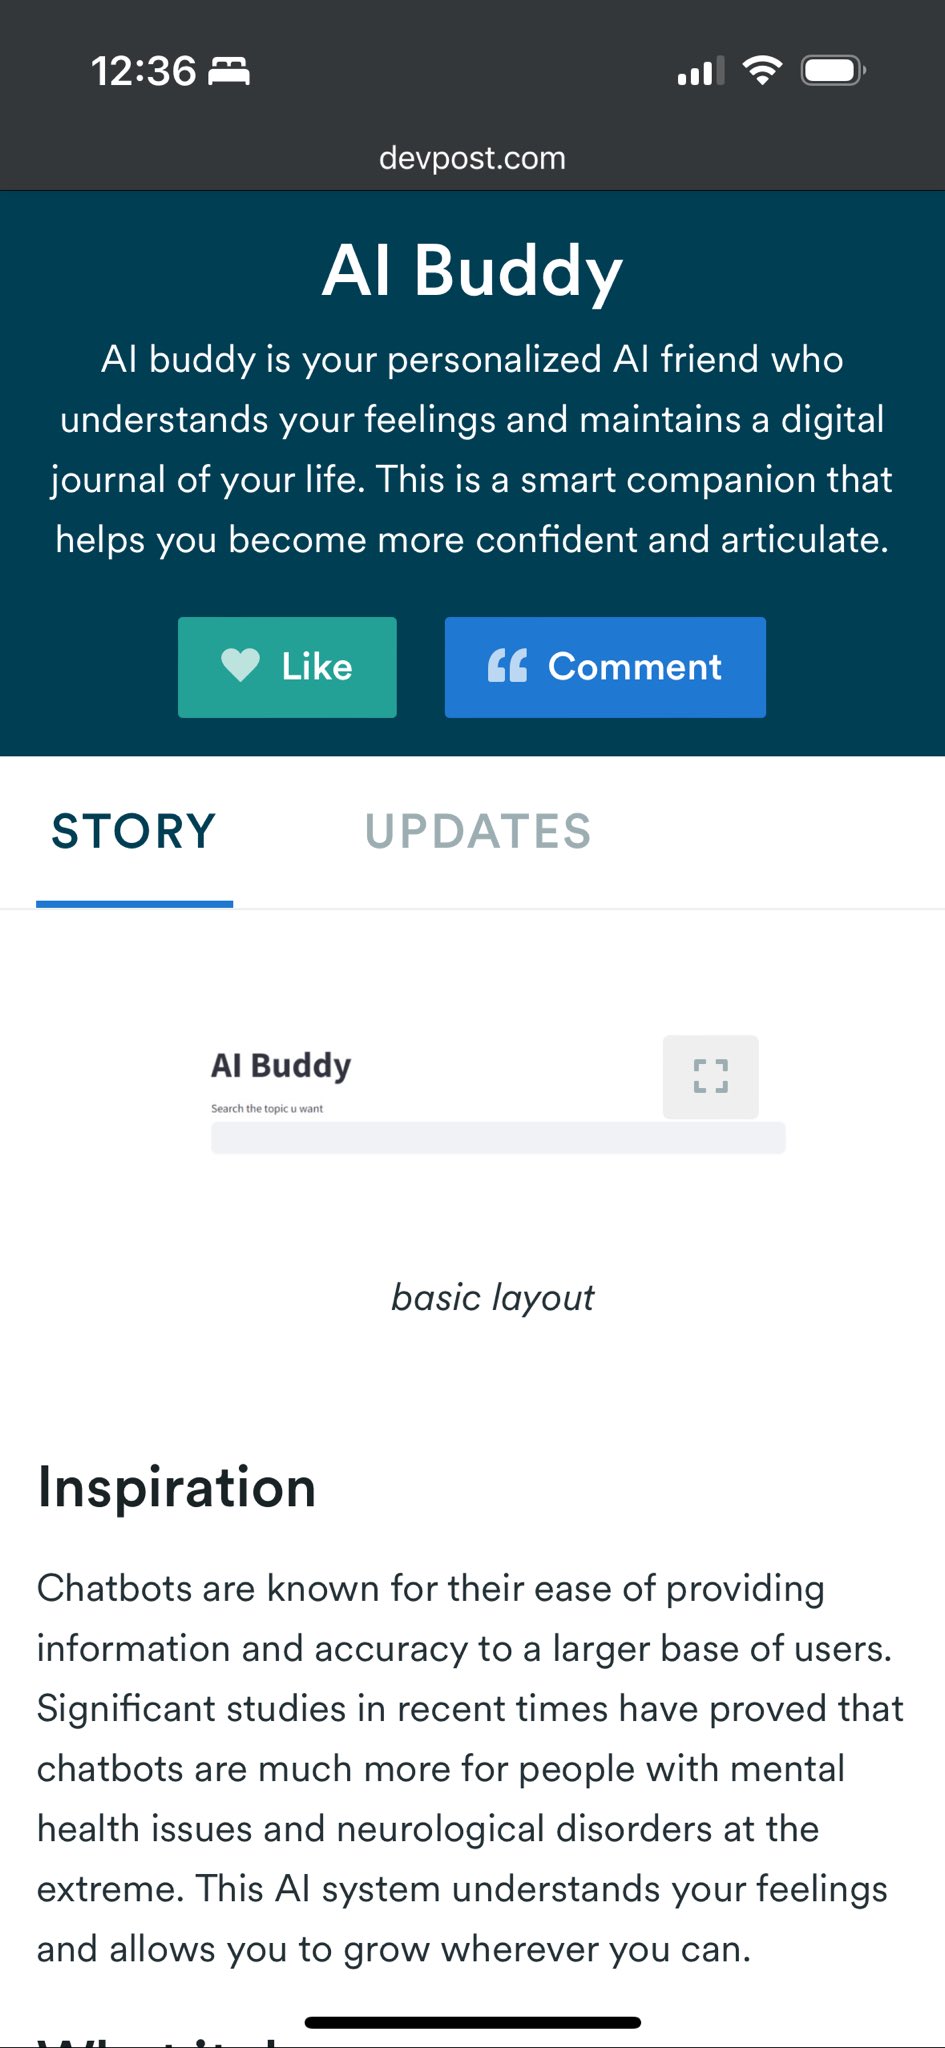 12:36
devpost.com
AI Buddy
AI buddy is your personalized AI friend who
understands your feelings and maintains a digital
journal of your life. This is a smart companion that
helps you become more confident and articulate.
Like
Comment
STORY
UPDATES
AI Buddy
Search the topic u want
basic layout
Inspiration
Chatbots are known for their ease of providing
information and accuracy to a larger base of users.
Significant studies in recent times have proved that
chatbots are much more for people with mental
health issues and neurological disorders at the
extreme. This AI system understands your feelings
and allows you to grow wherever you can.